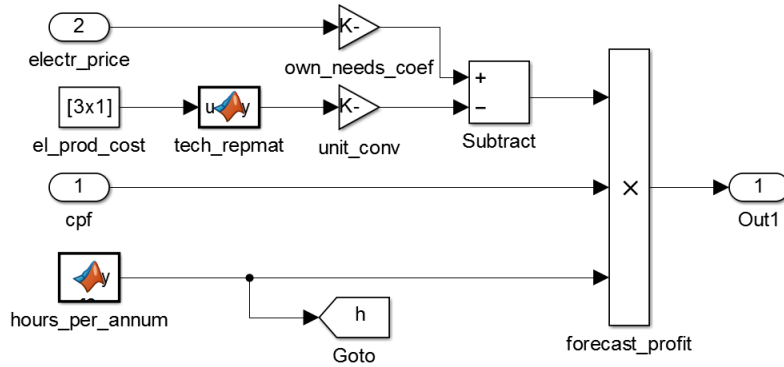 2
electr_price
K-
own_needs_coef
[3x1]
el_prod_cost
u y
tech_repmat
K-
unit_conv
+
−
Subtract
1
cpf
×
1
Out1
y
hours_per_annum
h
Goto
forecast_profit